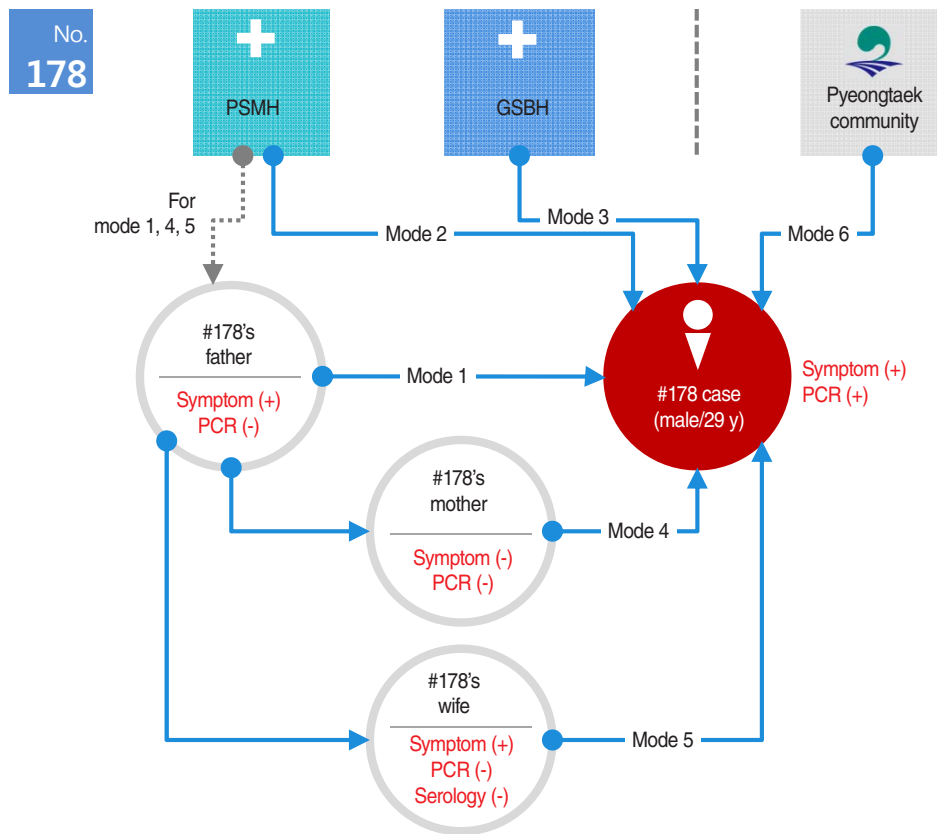 No.
178
PSMH
GSBH
Pyeongtaek
community
For
mode 1, 4, 5
Mode 2
Mode 3
Mode 6
#178's
father
Symptom (+)
PCR (-)
Mode 1
#178 case
(male/29 y)
Symptom (+)
PCR (+)
#178's
mother
Symptom (-)
PCR (-)
Mode 4
#178's
wife
Symptom (+)
PCR (-)
Serology (-)
Mode 5